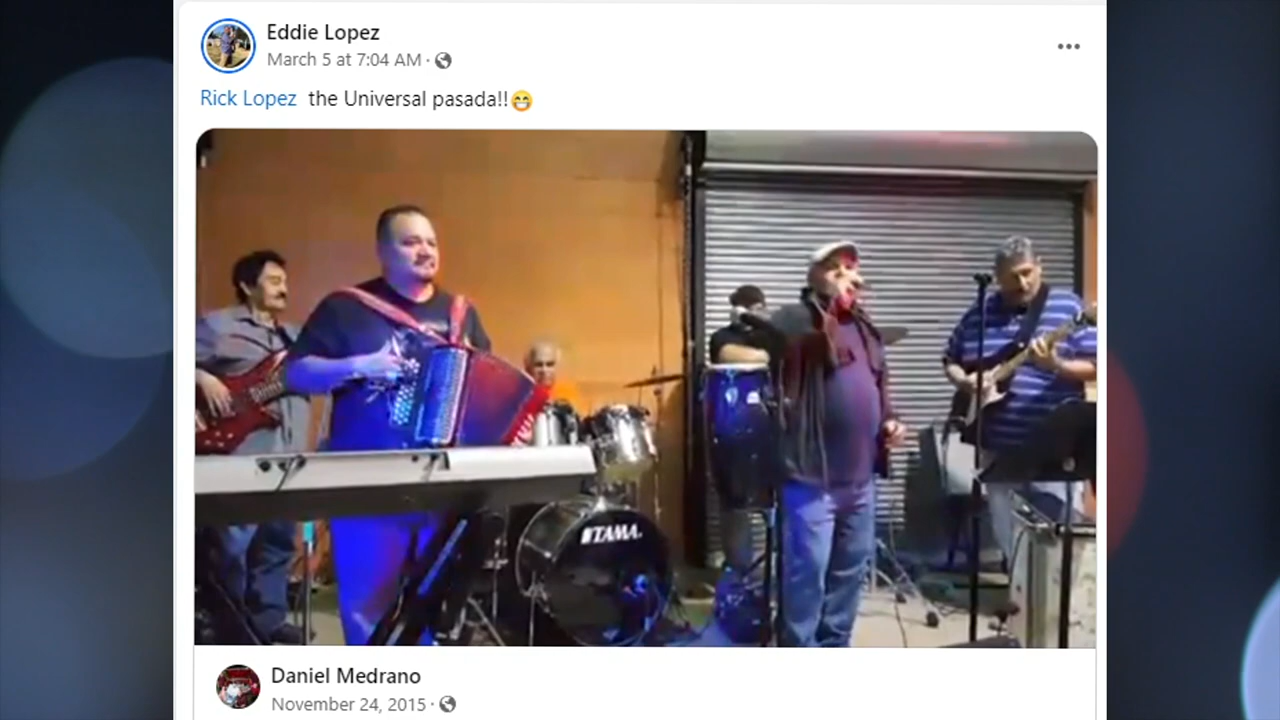 Eddie Lopez
March 5 at 7:04 AM ·
Rick Lopez the Universal pasada!!😁
TAMA
Daniel Medrano
November 24, 2015 ·